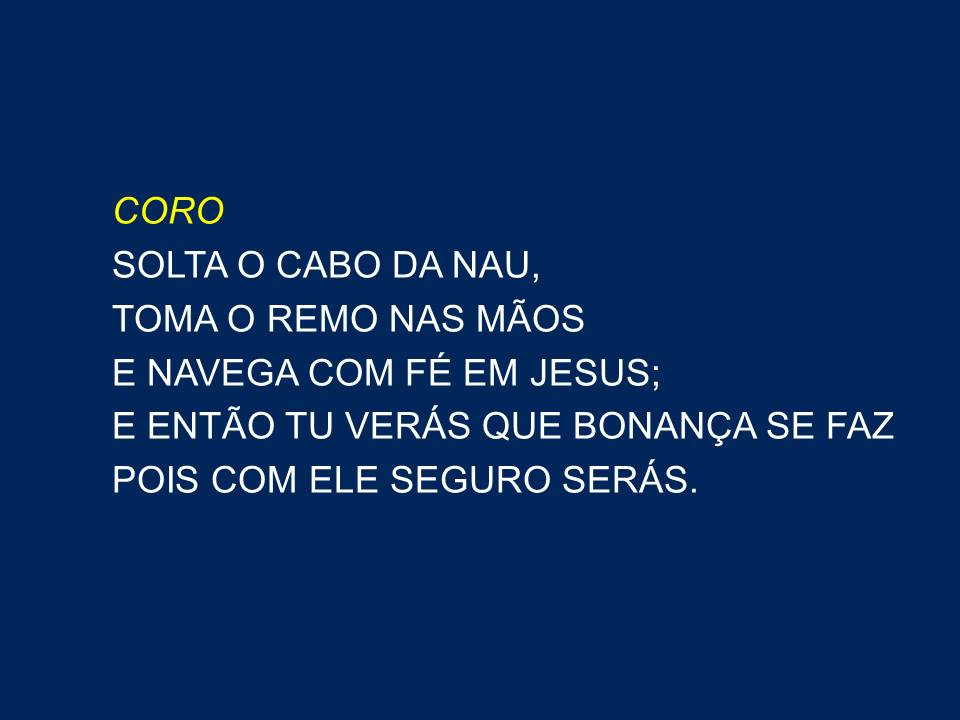 CORO
SOLTA O CABO DA NAU,
TOMA O REMO NAS MÃOS
E NAVEGA COM FÉ EM JESUS;
E ENTÃO TU VERÁS QUE BONANÇA SE FAZ
POIS COM ELE SEGURO SERÁS.